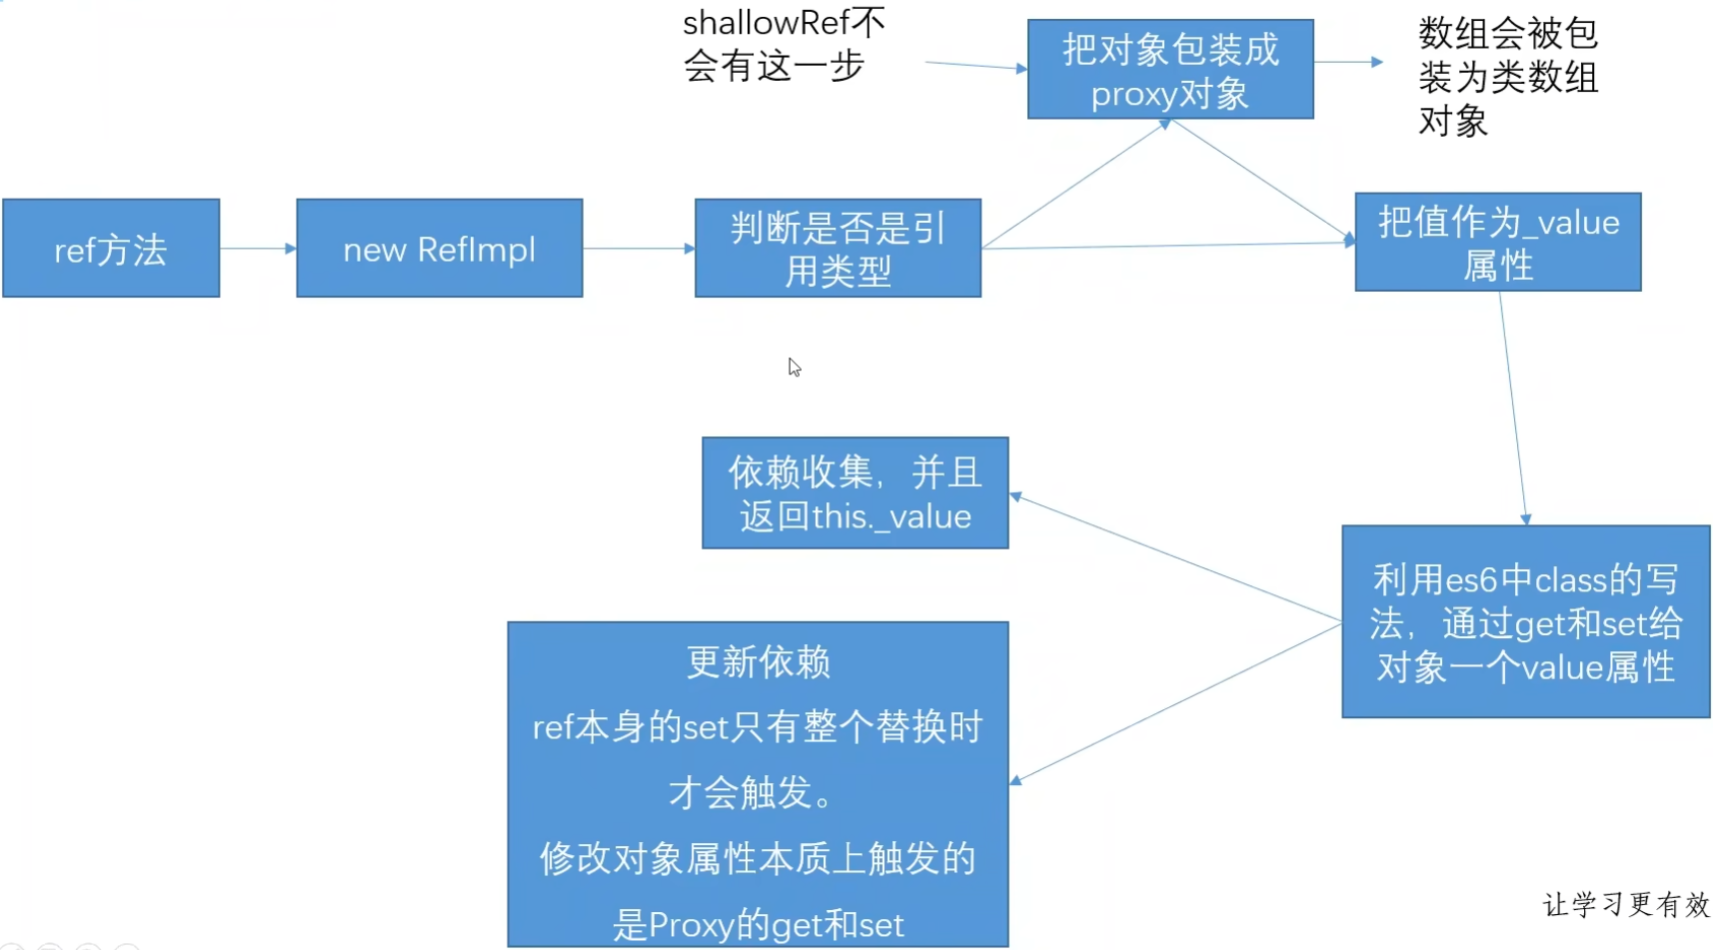 shallowRef不
会有这一步
把对象包装成
proxy对象
数组会被包
装为类数组
对象
ref方法
new RefImpl
判断是否是引
用类型
把值作为_value
属性
依赖收集，并且
返回this._value
利用es6中class的写
法，通过get和set给
对象一个value属性
更新依赖
ref本身的set只有整个替换时
才会触发。
修改对象属性本质上触发的
是Proxy的get和set
让学习更有效